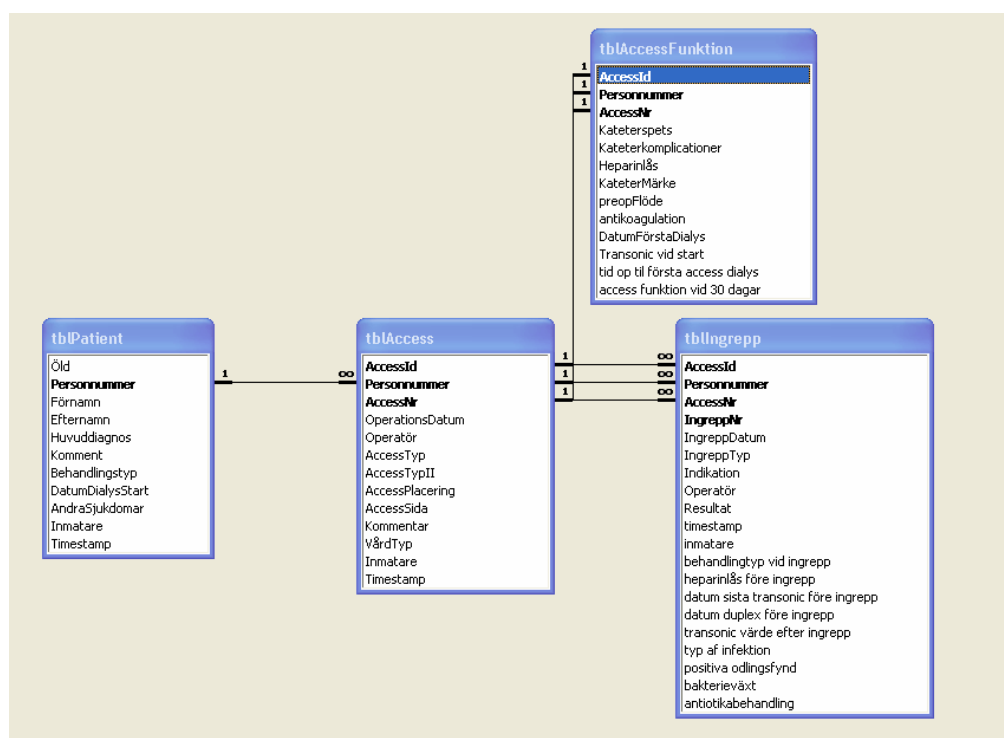 tblAccessFunktion
AccessId
Personnummer
AccessNr
Kateterspets
Kateterkomplicationer
Heparinlås
KateterMärke
preopFlöde
antikoagulation
DatumFörstaDialys
Transonic vid start
tid op til första access dialys
access funktion vid 30 dagar
1
1
1
tblPatient
Öld
Personnummer
Förnamn
Efternamn
Huvuddiagnos
Komment
Behandlingstyp
DatumDialysStart
AndraSjukdomar
Inmatare
Timestamp
1 ∞
tblAccess
AccessId
Personnummer
AccessNr
OperationsDatum
Operatör
AccessTyp
AccessTypII
AccessPlacering
AccessSida
Kommentar
VårdTyp
Inmatare
Timestamp
1 ∞
1 ∞
1 ∞
tblIngrepp
AccessId
Personnummer
AccessNr
IngreppNr
IngreppDatum
IngreppTyp
Indikation
Operatör
Resultat
timestamp
inmatare
behandlingtyp vid ingrepp
heparinlås före ingrepp
datum sista transonic före ingrepp
datum duplex före ingrepp
transonic värde efter ingrepp
typ af infektion
positiva odlingsfynd
bakterieväxt
antiotikabehandling